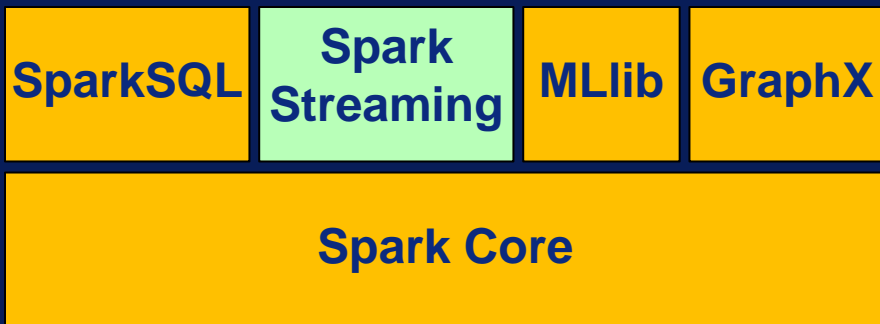 SparkSQL
Spark
Streaming
MLlib
GraphX
Spark Core